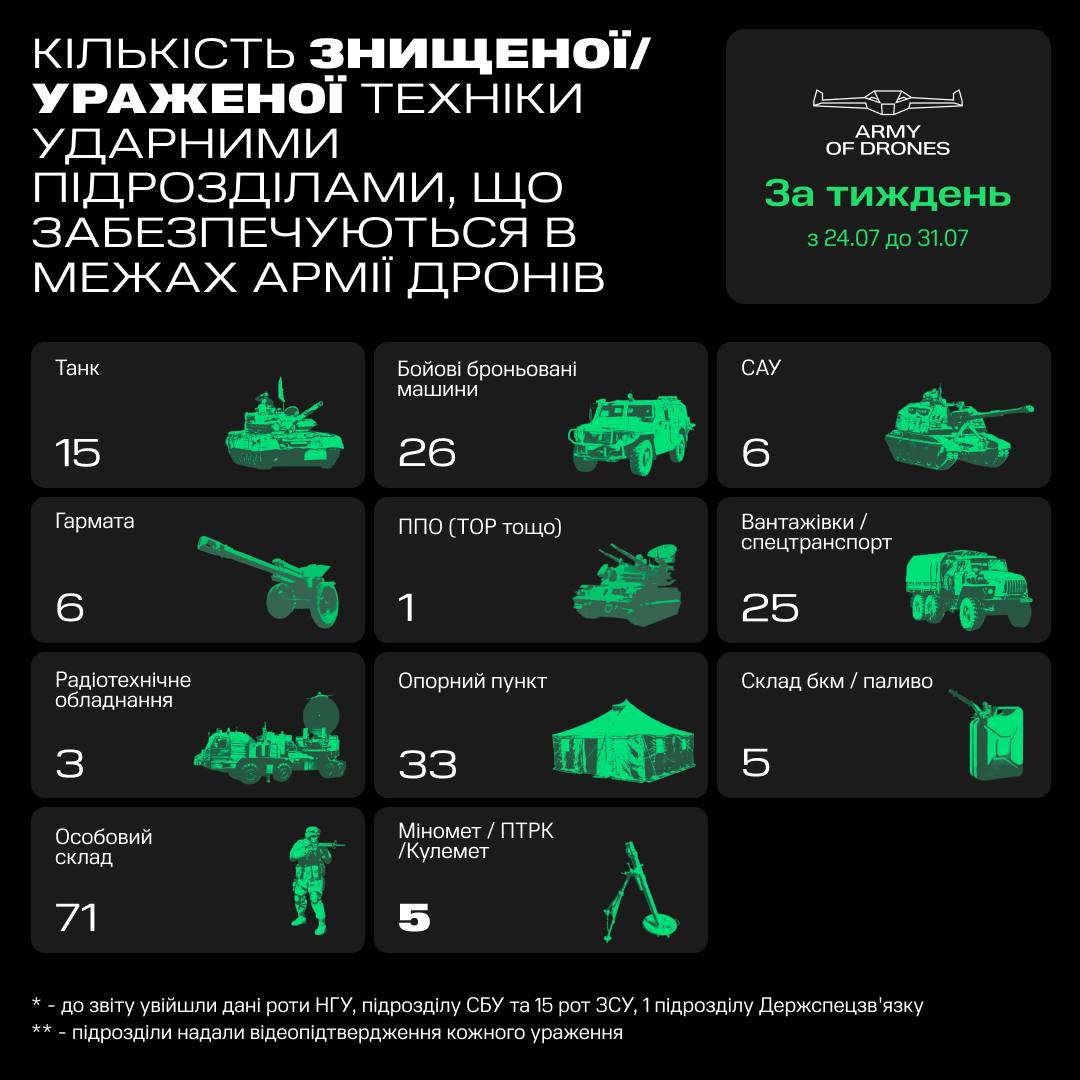 КІЛЬКІСТЬ ЗНИЩЕНОЇ/
УРАЖЕНОЇ ТЕХНІКИ
УДАРНИМИ
ПІДРОЗДІЛАМИ, ЩО
ЗАБЕЗПЕЧУЮТЬСЯ В
МЕЖАХ АРМІЇ ДРОНІВ
ARMY
OF DRONES
За тиждень
з 24.07 до 31.07
Танк
15
Бойові броньовані
машини
26
САУ
6
Гармата
6
ППО (ТОР тощо)
1
Вантажівки /
спецтранспорт
25
Радіотехнічне
обладнання
3
Опорний пункт
33
Склад бкм / паливо
5
Особовий
склад
71
Міномет / ПТРК
/Кулемет
5
* - до звіту увійшли дані роти НГУ, підрозділу СБУ та 15 рот ЗСУ, 1 підрозділу Держспецзв'язку
** - підрозділи надали відеопідтвердження кожного ураження